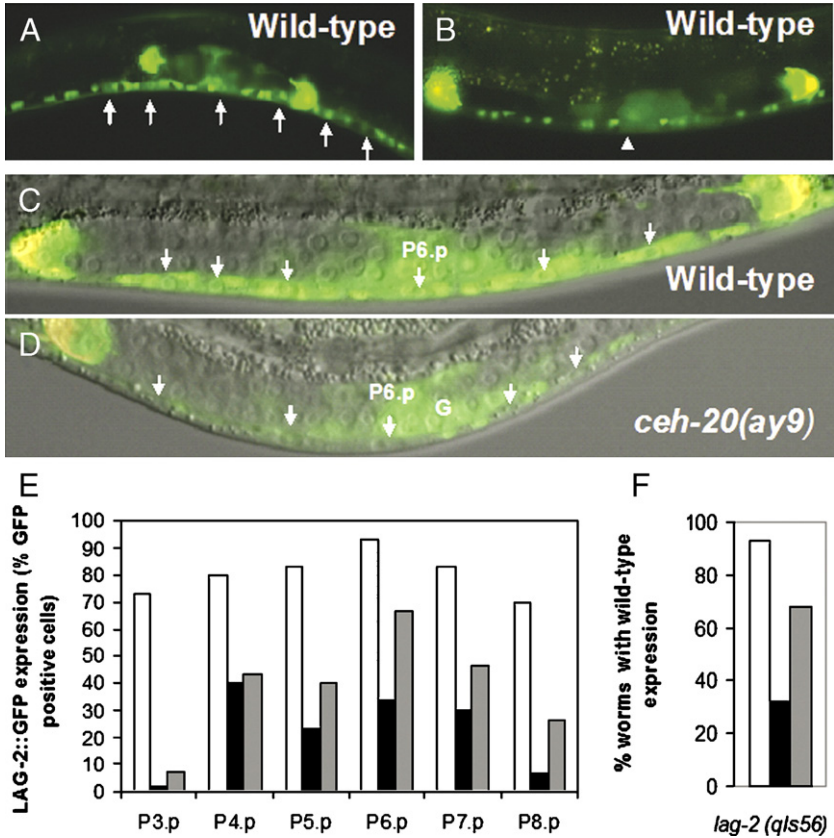 A
Wild-type
B
Wild-type
C
P6.p
Wild-type
D
P6.p
G
ceh-20(ay9)
E
LAG-2::GFP expression (% GFP
positive cells)
100
90
80
70
60
50
40
30
20
10
0
P3.p P4.p P5.p P6.p P7.p P8.p
F
% worms with wild-type
expression
100
80
60
40
20
0
lag-2 (qIs56)